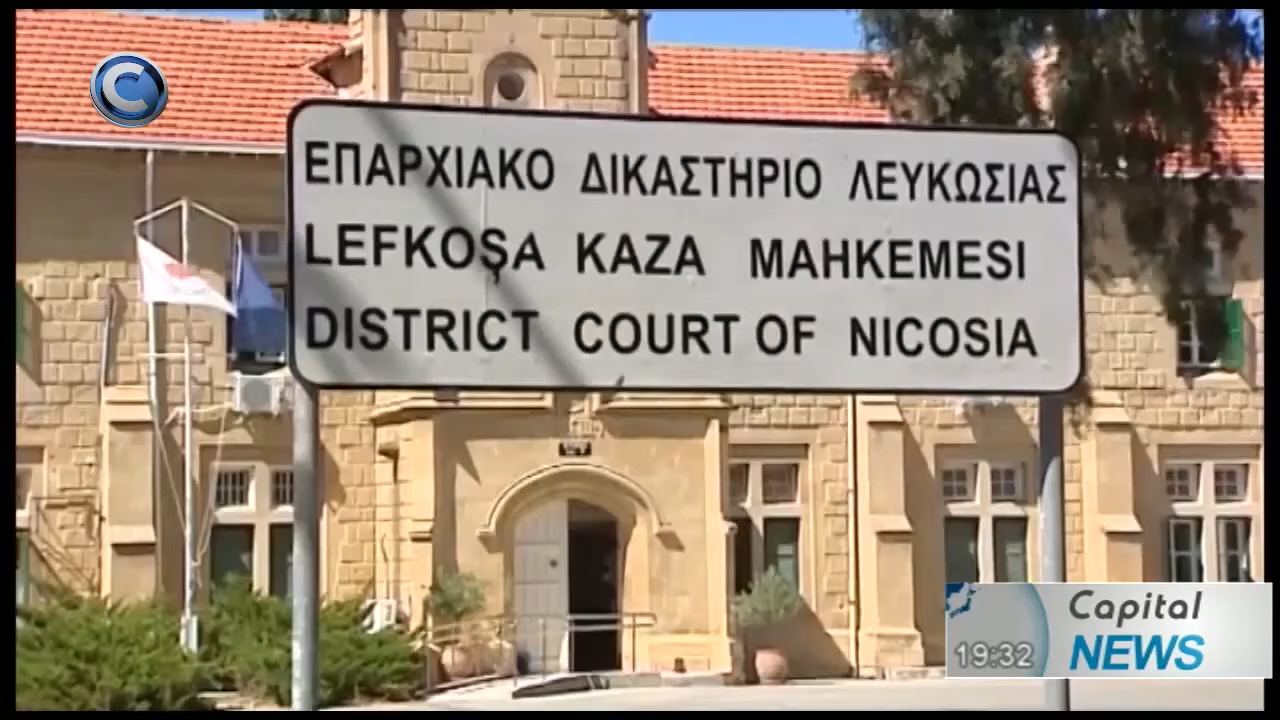 C
ΕΠΑΡΧΙΑΚΟ ΔΙΚΑΣΤΗΡΙΟ ΛΕΥΚΩΣΙΑΣ
LEFKOŞA KAZA MAHKEMESI
DISTRICT COURT OF NICOSIA
Capital
NEWS
19:32